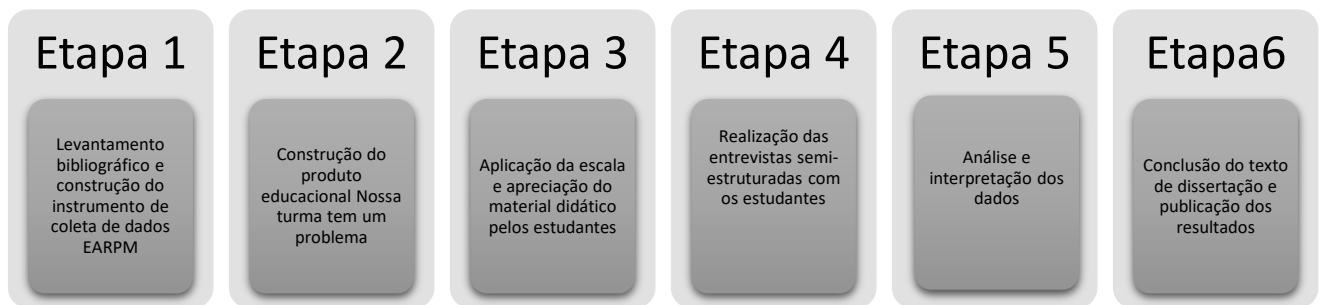 Etapa 1
Levantamento
bibliográfico e
construção do
instrumento de
coleta de dados
EARPM
Etapa 2
Construção do
produto
educacional Nossa
turma tem um
problema
Etapa 3
Aplicação da escala
e apreciação do
material didático
pelos estudantes
Etapa 4
Realização das
entrevistas semi-
estruturadas com
os estudantes
Etapa 5
Análise e
interpretação dos
dados
Etapa6
Conclusão do texto
de dissertação e
publicação dos
resultados